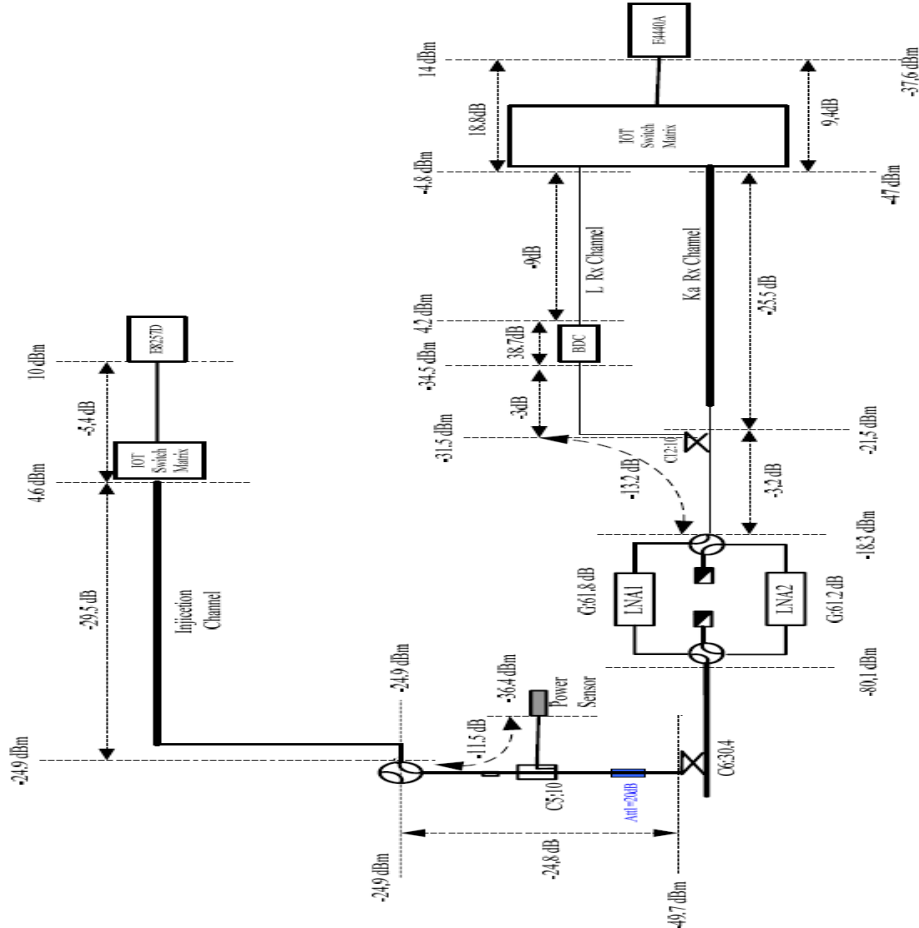 E4440A
14 dBm
-37,6 dBm
18.8dB
9,4dB
IOT
Switch
Matrix
-4.8 dBm
-47 dBm
-9dB
L Rx Channel
Ka Rx Channel
-25.5 dB
4.2 dBm
38.7dB
BDC
-34.5 dBm
-3dB
-31.5 dBm
C12:10
-21,5 dBm
-13.2 dB
-3.2 dB
-18.3 dBm
G:61.8 dB
LNA1
LNA2
G:61.2 dB
-80,1 dBm
E8257D
10 dBm
-5,4 dB
IOT
Switch
Matrix
4.6 dBm
-29,5 dB
Injicetion
Channel
-24.9 dBm
-24.9 dBm
-36.4 dBm
Power
Sensor
-11.5 dB
C5:10
Att1=20dB
C6:30.4
-24,9 dBm
-24,8 dB
-49.7 dBm